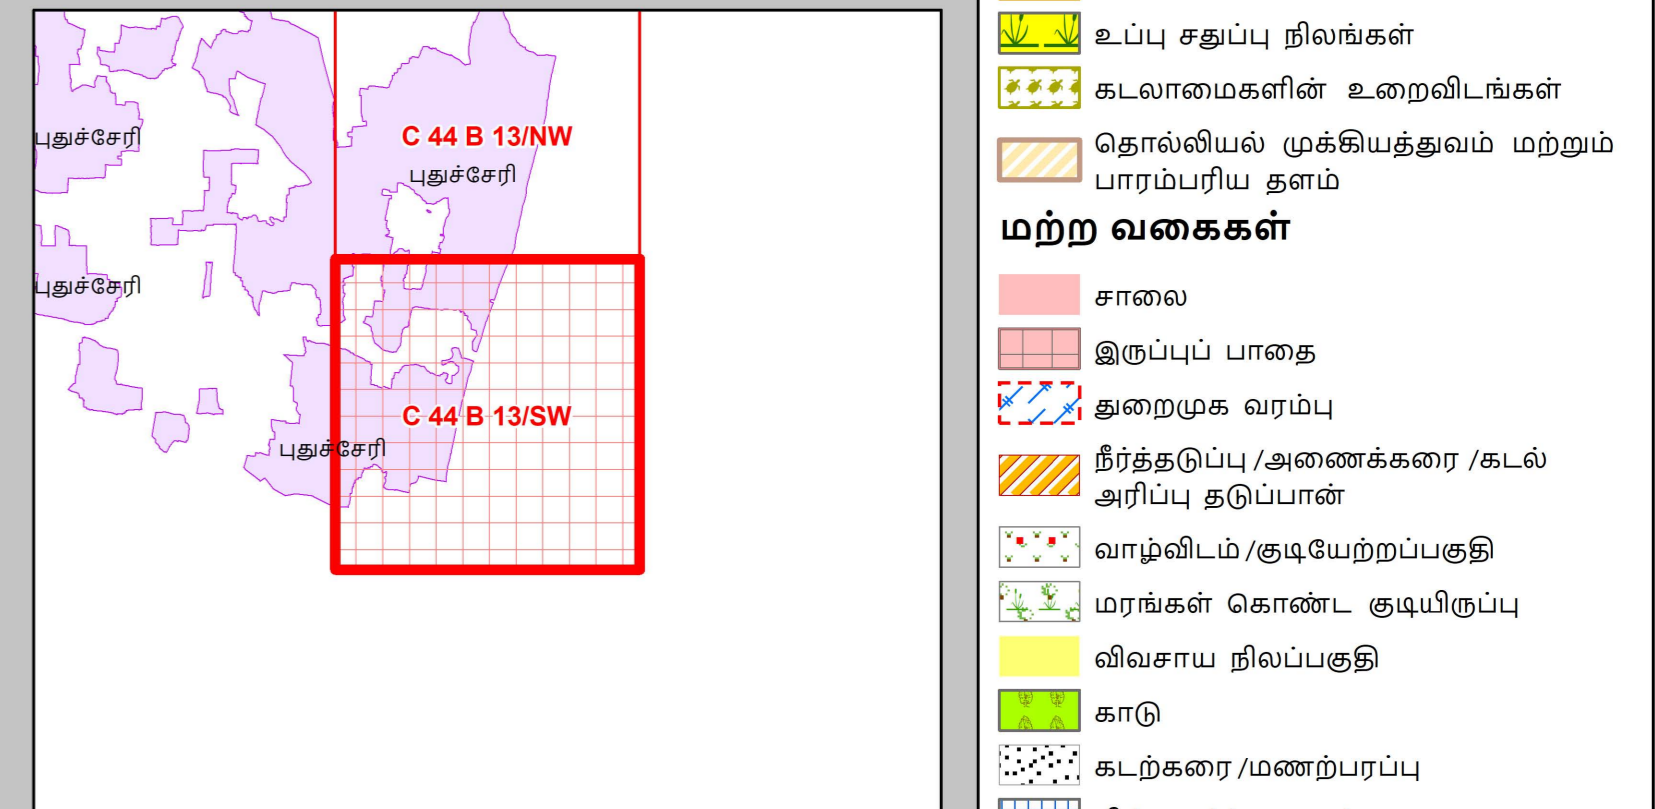 புதுச்சேரி
C 44 B 13/NW
புதுச்சேரி
புதுச்சேரி
C 44 B 13/SW
புதுச்சேரி
உப்பு சதுப்பு நிலங்கள்
கடலாமைகளின் உறைவிடங்கள்
தொல்லியல் முக்கியத்துவம் மற்றும்
பாரம்பரிய தளம்
மற்ற வகைகள்
சாலை
இருப்புப் பாதை
துறைமுக வரம்பு
நீர்த்தடுப்பு /அணைக்கரை /கடல்
அரிப்பு தடுப்பான்
வாழ்விடம் /குடியேற்றப்பகுதி
மரங்கள் கொண்ட குடியிருப்பு
விவசாய நிலப்பகுதி
காடு
கடற்கரை /மணற்பரப்பு